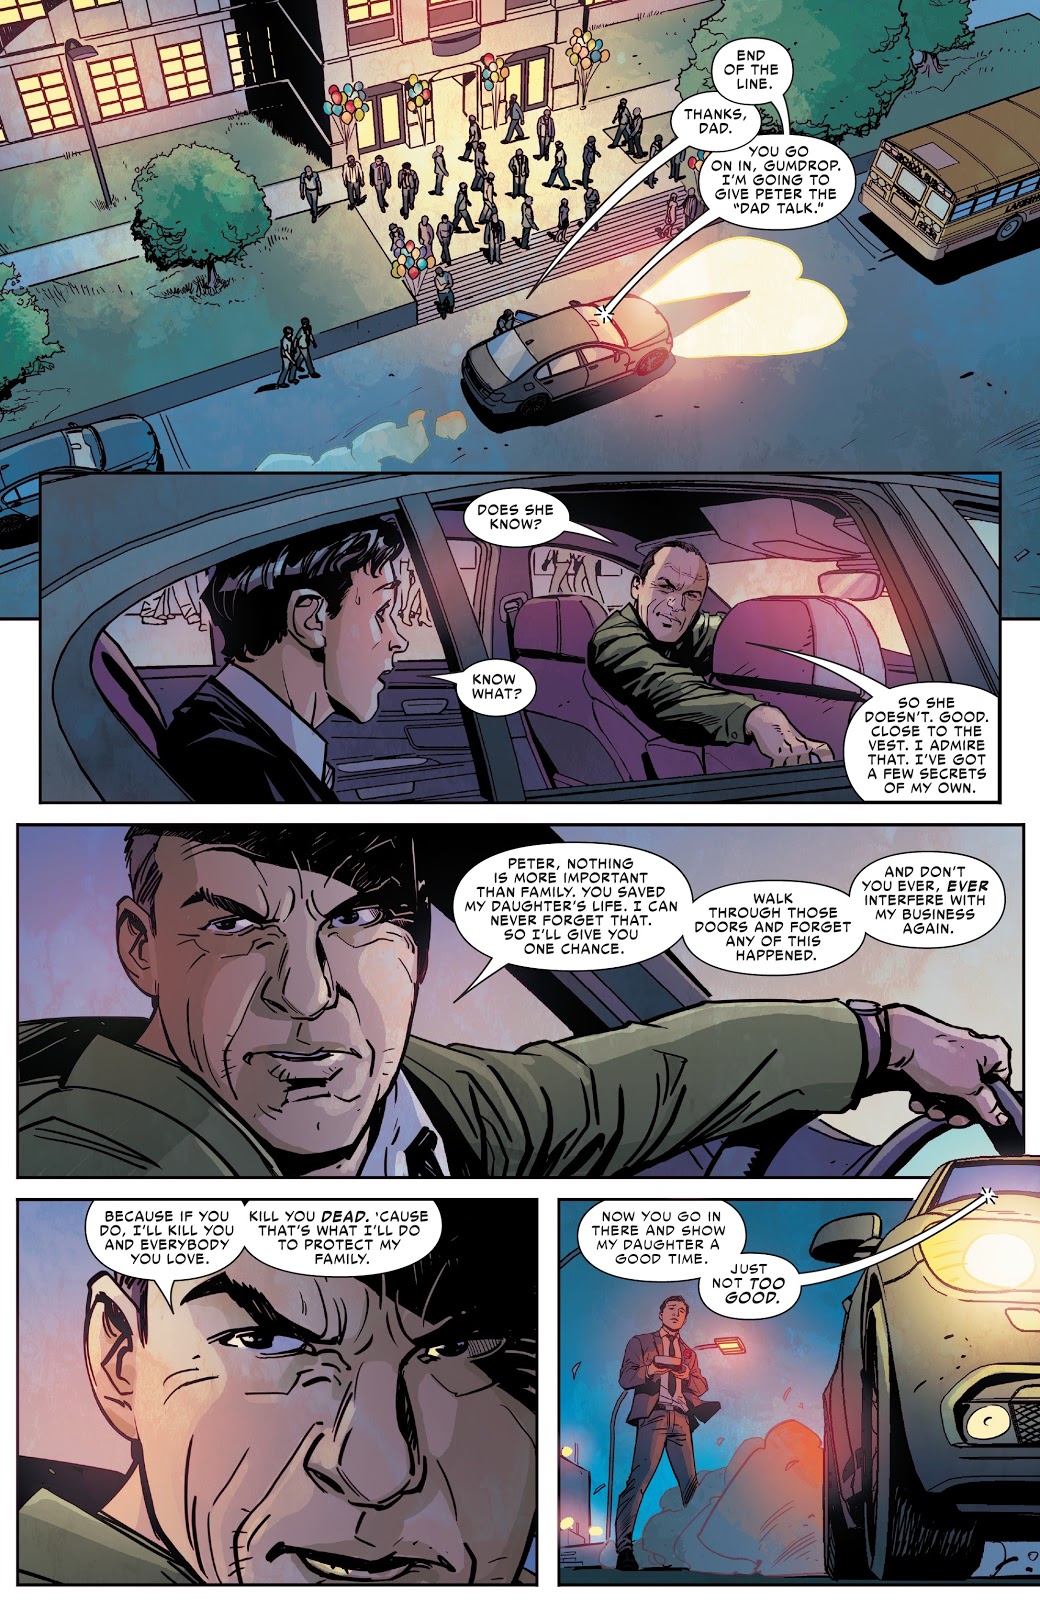 END
OF THE
LINE.
THANKS,
DAD.
YOU GO
ON IN, GUMDROP.
I'M GOING TO
GIVE PETER THE
"DAD TALK."
SCHOOL BUS
DOES SHE
KNOW?
KNOW
WHAT?
SO SHE
DOESN'T. GOOD.
CLOSE TO THE
VEST. I ADMIRE
THAT. I'VE GOT
A FEW SECRETS
OF MY OWN.
PETER, NOTHING
IS MORE IMPORTANT
THAN FAMILY. YOU SAVED
MY DAUGHTER'S LIFE. I CAN
NEVER FORGET THAT.
SO I'LL GIVE YOU
ONE CHANCE.
WALK
THROUGH THOSE
DOORS AND FORGET
ANY OF THIS
HAPPENED.
AND DON'T
YOU EVER, EVER
INTERFERE WITH
MY BUSINESS
AGAIN.
BECAUSE IF YOU
DO, I'LL KILL YOU
AND EVERYBODY
YOU LOVE.
KILL YOU DEAD. 'CAUSE
THAT'S WHAT I'LL DO
TO PROTECT MY
FAMILY.
NOW YOU GO IN
THERE AND SHOW
MY DAUGHTER A
GOOD TIME.
JUST
NOT TOO
GOOD.